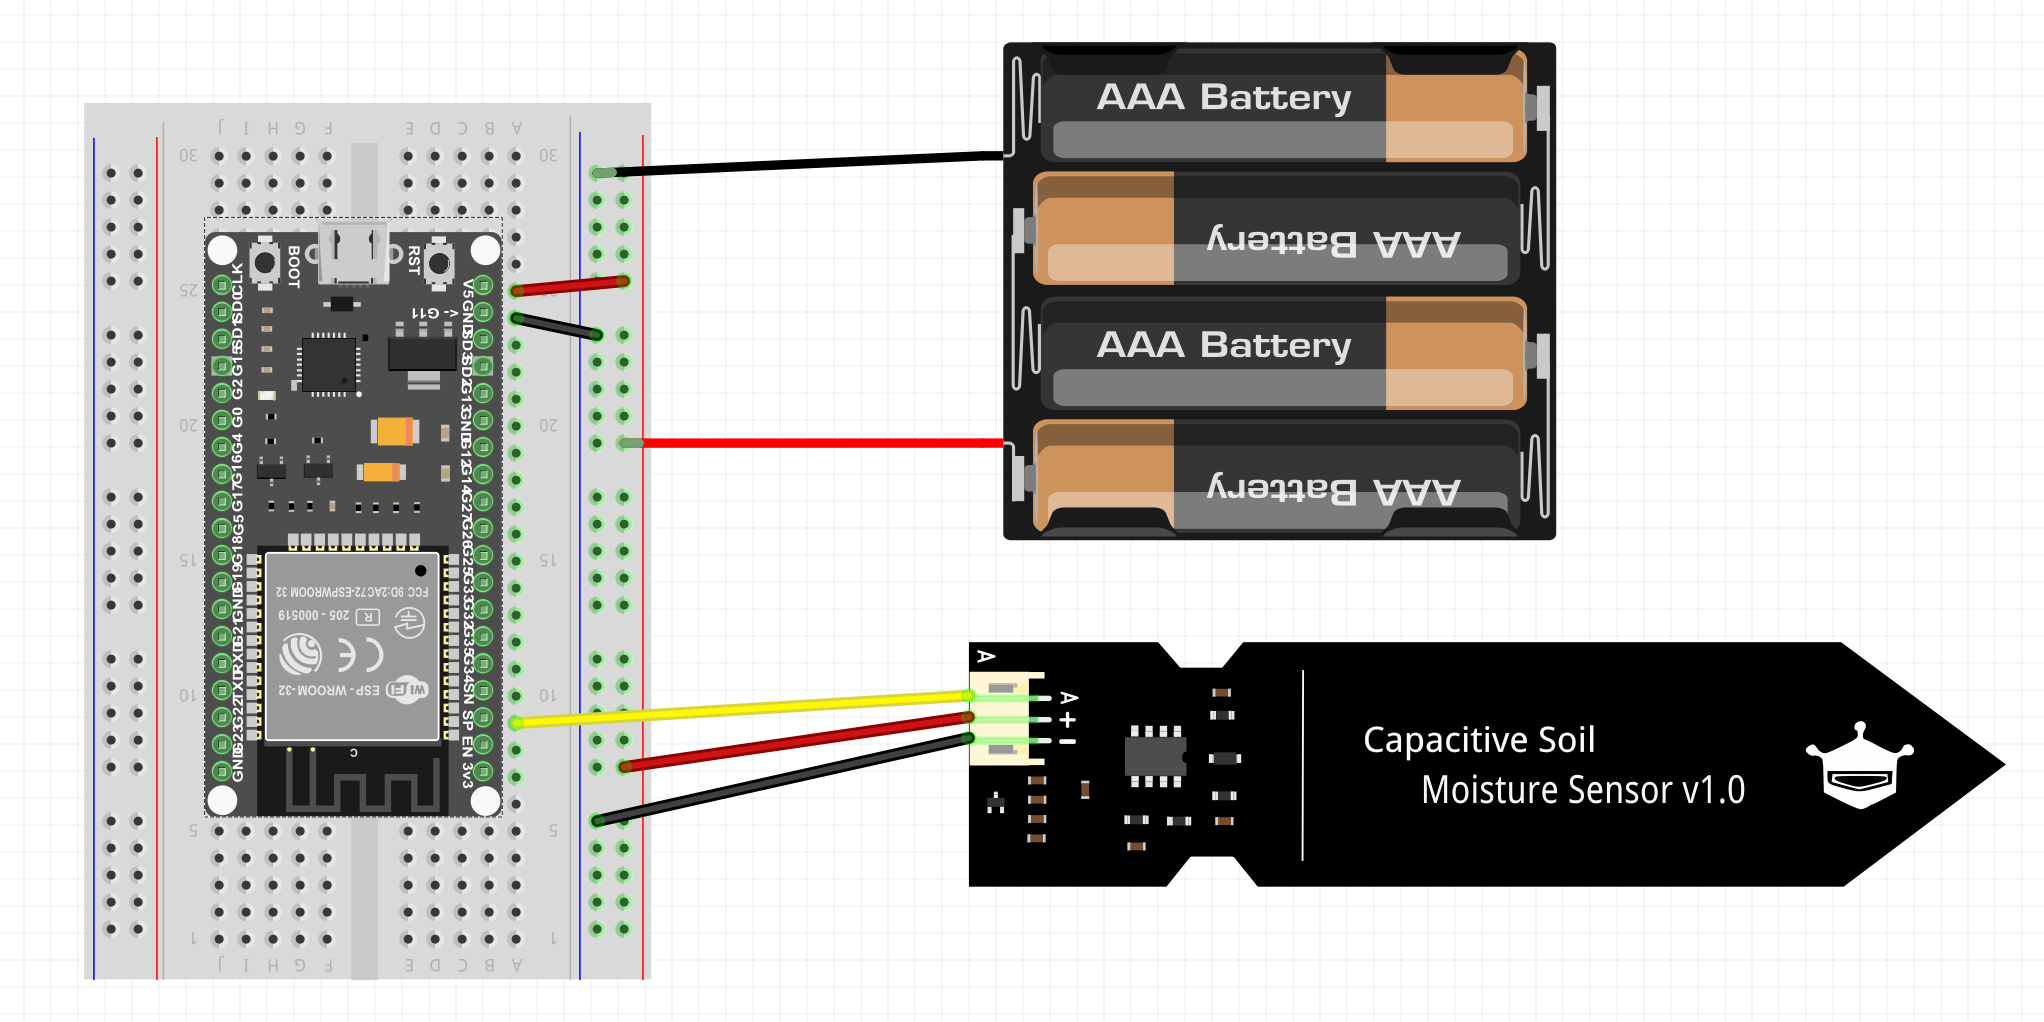 J I H G F E D C B A
30 30
25
20 20
15 15
10 10
5 5
1 1
J I H G F E D C B A
BOOT
RST
CLK
SD0
SD1
G15
G2
G0
G4
G16
G17
G5
G18
G19
GND
G21
RXD
TXD
G22
G23
GND
V5
GND
SD3
SD2
G13
GND
G12
G14
G27
G26
G25
G33
G32
G35
G34
SN
SP
EN
3v3
<- G11
FCC 9D:2AC72-ESPWROOM 32
R 205 - 000519
CE
WiFi ESP - WROOM-32
C
AAA Battery
AAA Battery
AAA Battery
AAA Battery
A
A
+
−
Capacitive Soil
Moisture Sensor v1.0